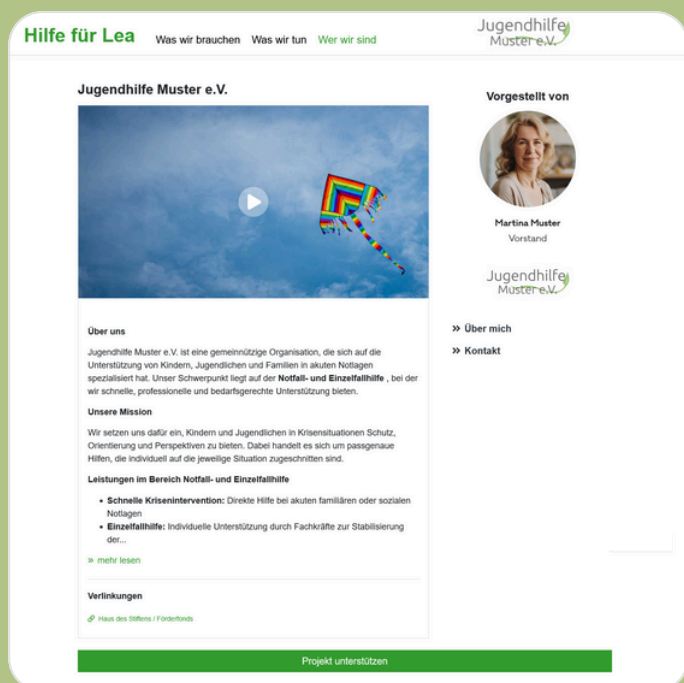 Hilfe für Lea
Was wir brauchen
Was wir tun
Wer wir sind
Jugendhilfe
Muster e.V.
Jugendhilfe Muster e.V.
Über uns
Jugendhilfe Muster e.V. ist eine gemeinnützige Organisation, die sich auf die
Unterstützung von Kindern, Jugendlichen und Familien in akuten Notlagen
spezialisiert hat. Unser Schwerpunkt liegt auf der Notfall- und Einzelfallhilfe , bei der
wir schnelle, professionelle und bedarfsgerechte Unterstützung bieten.
Unsere Mission
Wir setzen uns dafür ein, Kindern und Jugendlichen in Krisensituationen Schutz,
Orientierung und Perspektiven zu bieten. Dabei handelt es sich um passgenaue
Hilfen, die individuell auf die jeweilige Situation zugeschnitten sind.
Leistungen im Bereich Notfall- und Einzelfallhilfe
• Schnelle Krisenintervention: Direkte Hilfe bei akuten familiären oder sozialen
Notlagen
• Einzelfallhilfe: Individuelle Unterstützung durch Fachkräfte zur Stabilisierung
der...
» mehr lesen
Verlinkungen
Haus des Stiftens / Förderfonds
Vorgestellt von
Martina Muster
Vorstand
Jugendhilfe
Muster e.V.
» Über mich
» Kontakt
Projekt unterstützen